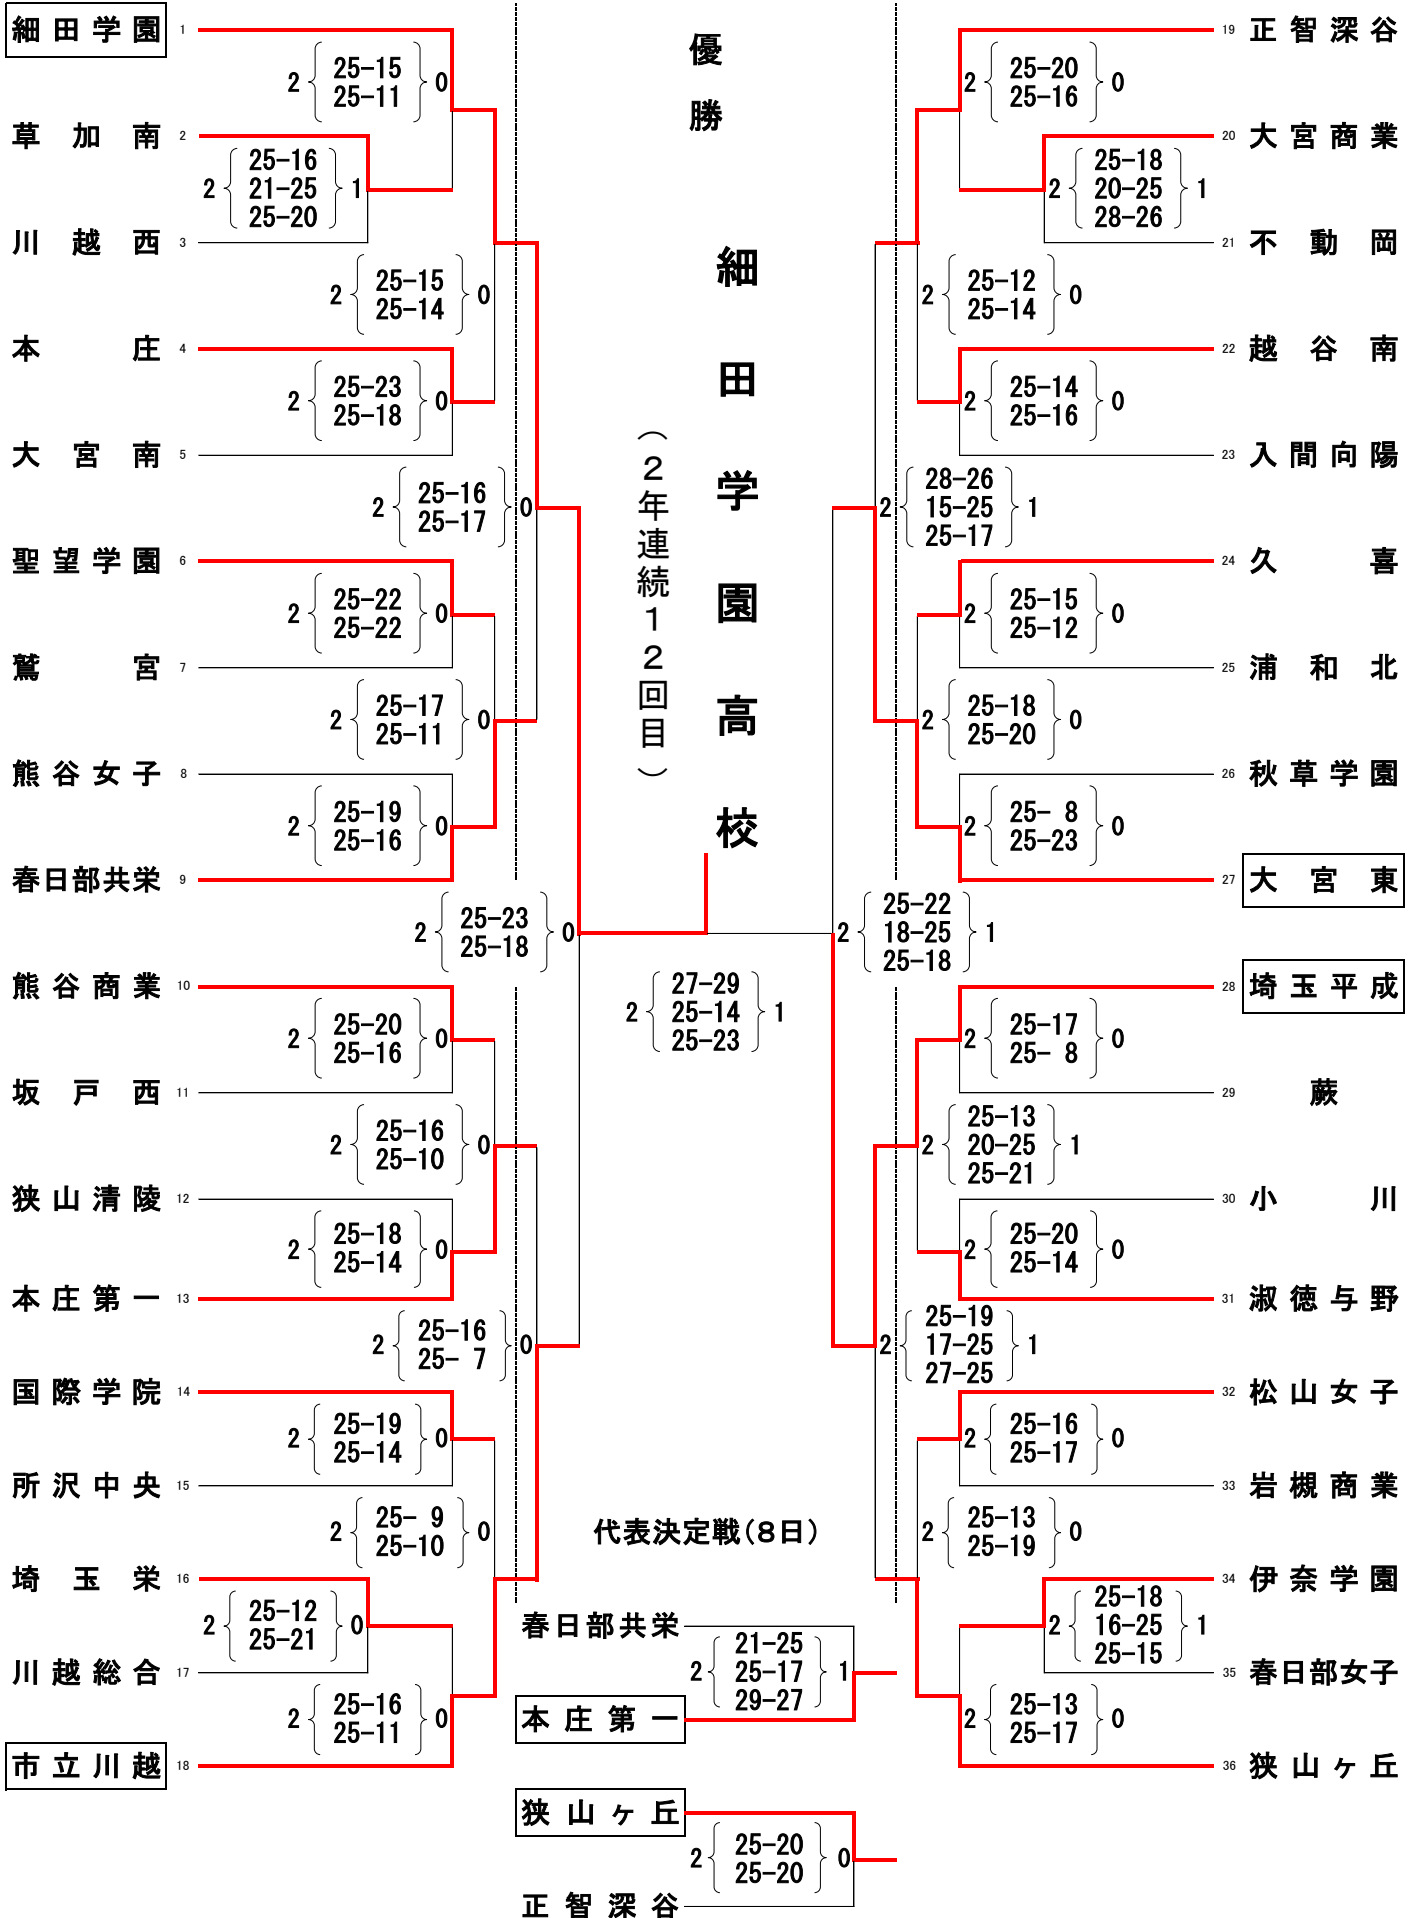 優勝
細田学園高校
（２年連続１２回目）
細田学園 1
2 25-15 0
25-11
草加南 2
25-16
2 21-25 1
25-20
川越西 3
2 25-15 0
25-14
本庄 4
2 25-23 0
25-18
大宮南 5
2 25-16 0
25-17
聖望学園 6
2 25-22 0
25-22
鷲宮 7
2 25-17 0
25-11
熊谷女子 8
2 25-19 0
25-16
春日部共栄 9
2 25-23 0
25-18
熊谷商業 10
2 25-20 0
25-16
坂戸西 11
2 25-16 0
25-10
狭山清陵 12
2 25-18 0
25-14
本庄第一 13
2 25-16 0
25- 7
国際学院 14
2 25-19 0
25-14
所沢中央 15
2 25- 9 0
25-10
埼玉栄 16
2 25-12 0
25-21
川越総合 17
2 25-16 0
25-11
市立川越 18
27-29
2 25-14 1
25-23
19 正智深谷
2 25-20 0
25-16
20 大宮商業
25-18
2 20-25 1
28-26
21 不動岡
2 25-12 0
25-14
22 越谷南
2 25-14 0
25-16
23 入間向陽
28-26
2 15-25 1
25-17
24 久喜
2 25-15 0
25-12
25 浦和北
2 25-18 0
25-20
26 秋草学園
2 25- 8 0
25-23
27 大宮東
25-22
2 18-25 1
25-18
28 埼玉平成
2 25-17 0
25- 8
29 蕨
25-13
2 20-25 1
25-21
30 小川
2 25-20 0
25-14
31 淑徳与野
25-19
2 17-25 1
27-25
32 松山女子
2 25-16 0
25-17
33 岩槻商業
2 25-13 0
25-19
34 伊奈学園
25-18
2 16-25 1
25-15
35 春日部女子
2 25-13 0
25-17
36 狭山ヶ丘
代表決定戦（８日）
春日部共栄
21-25
2 25-17 1
29-27
本庄第一
狭山ヶ丘
2 25-20 0
25-20
正智深谷